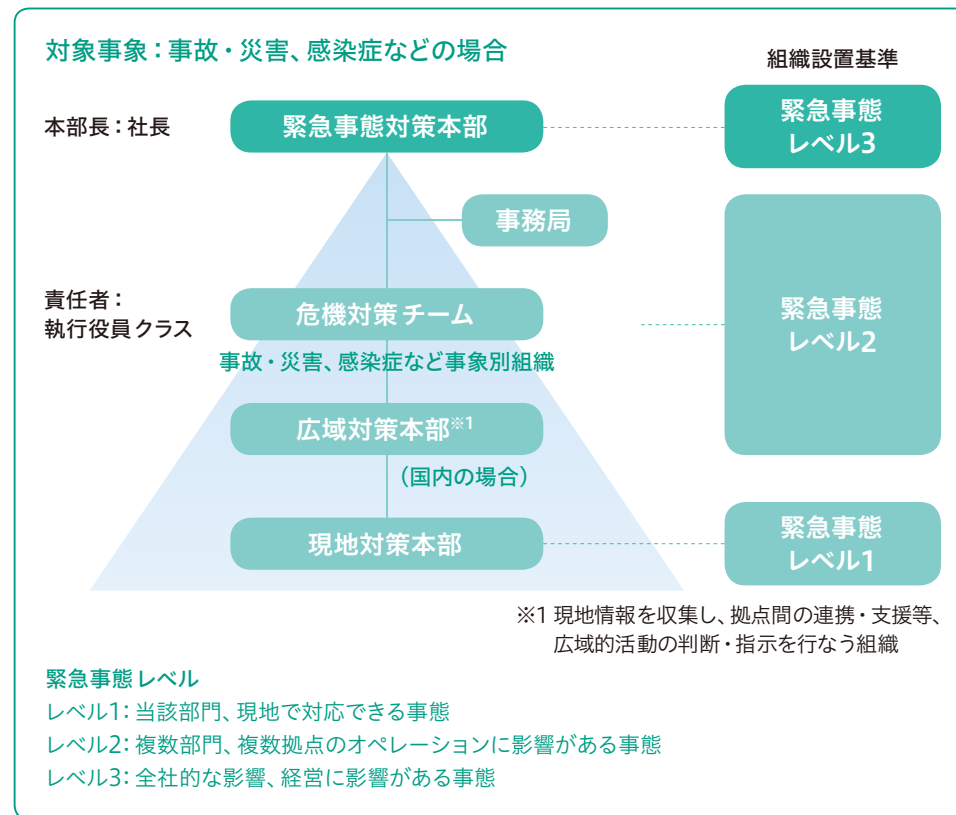 対象事象：事故・災害、感染症などの場合
組織設置基準
本部長：社長
緊急事態対策本部
緊急事態
レベル3
事務局
責任者：
執行役員クラス
危機対策チーム
緊急事態
レベル2
事故・災害、感染症など事象別組織
広域対策本部※1
（国内の場合）
現地対策本部
緊急事態
レベル1
※1 現地情報を収集し、拠点間の連携・支援等、
広域的活動の判断・指示を行なう組織
緊急事態レベル
レベル1：当該部門、現地で対応できる事態
レベル2：複数部門、複数拠点のオペレーションに影響がある事態
レベル3：全社的な影響、経営に影響がある事態